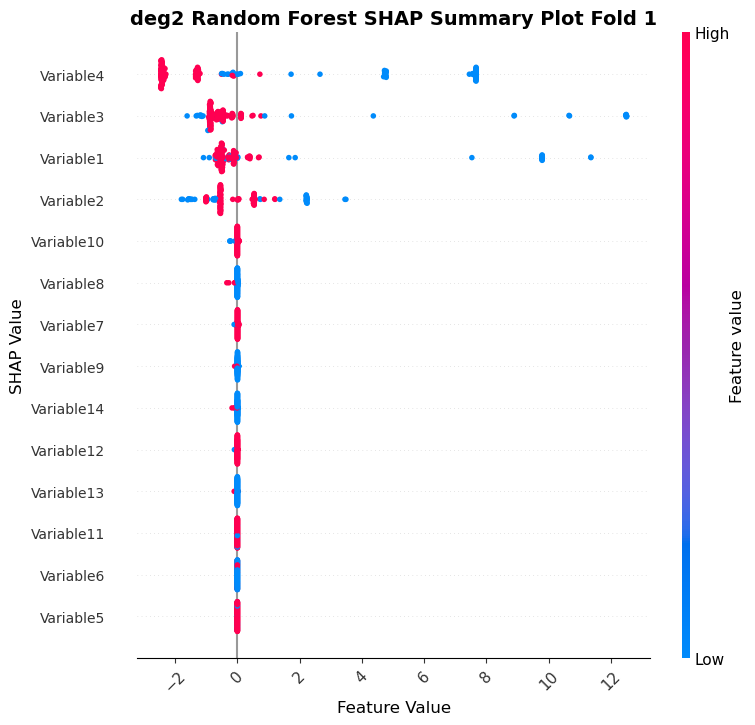 deg2 Random Forest SHAP Summary Plot Fold 1
High
Variable4
Variable3
Variable1
Variable2
Variable10
Variable8
Variable7
Variable9
Variable14
Variable12
Variable13
Variable11
Variable6
Variable5
SHAP Value
Feature value
Low
−2
0
2
4
6
8
10
12
Feature Value